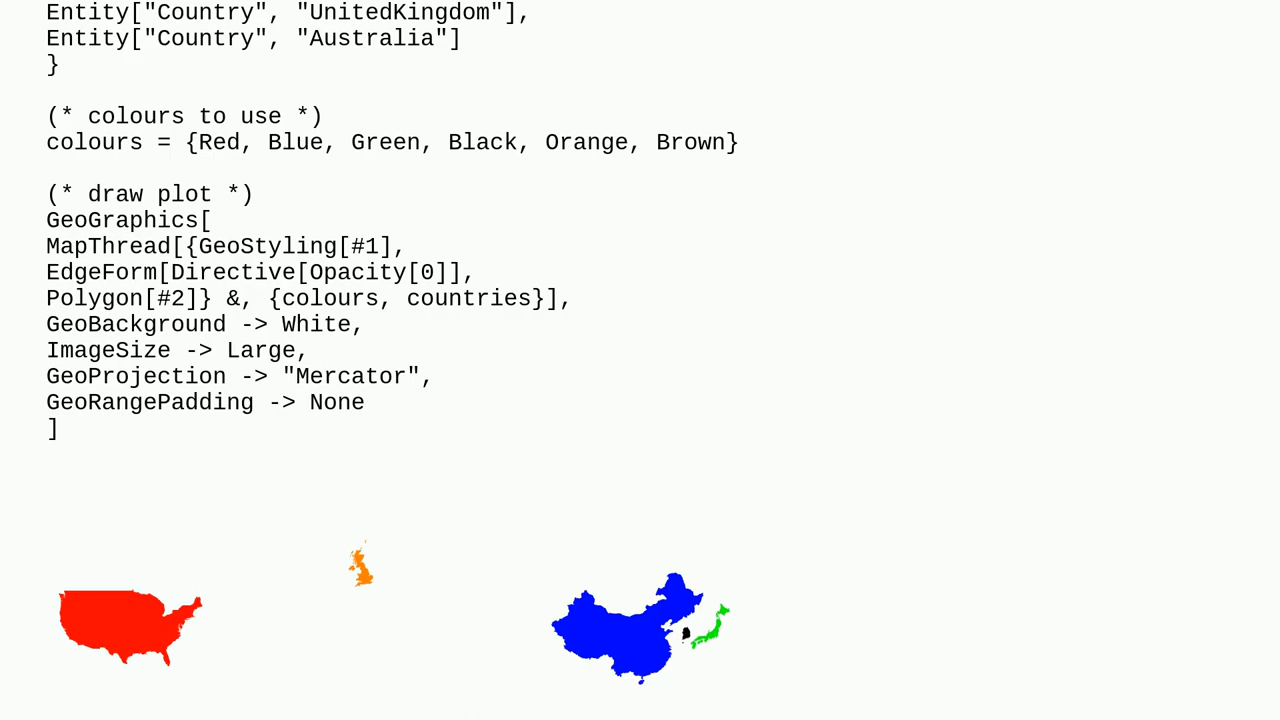 Entity["Country", "UnitedKingdom"],
Entity["Country", "Australia"]
}
(* colours to use *)
colours = {Red, Blue, Green, Black, Orange, Brown}
(* draw plot *)
GeoGraphics[
MapThread[{GeoStyling[#1],
EdgeForm[Directive[Opacity[0]],
Polygon[#2]} &, {colours, countries}],
GeoBackground -> White,
ImageSize -> Large,
GeoProjection -> "Mercator",
GeoRangePadding -> None
]